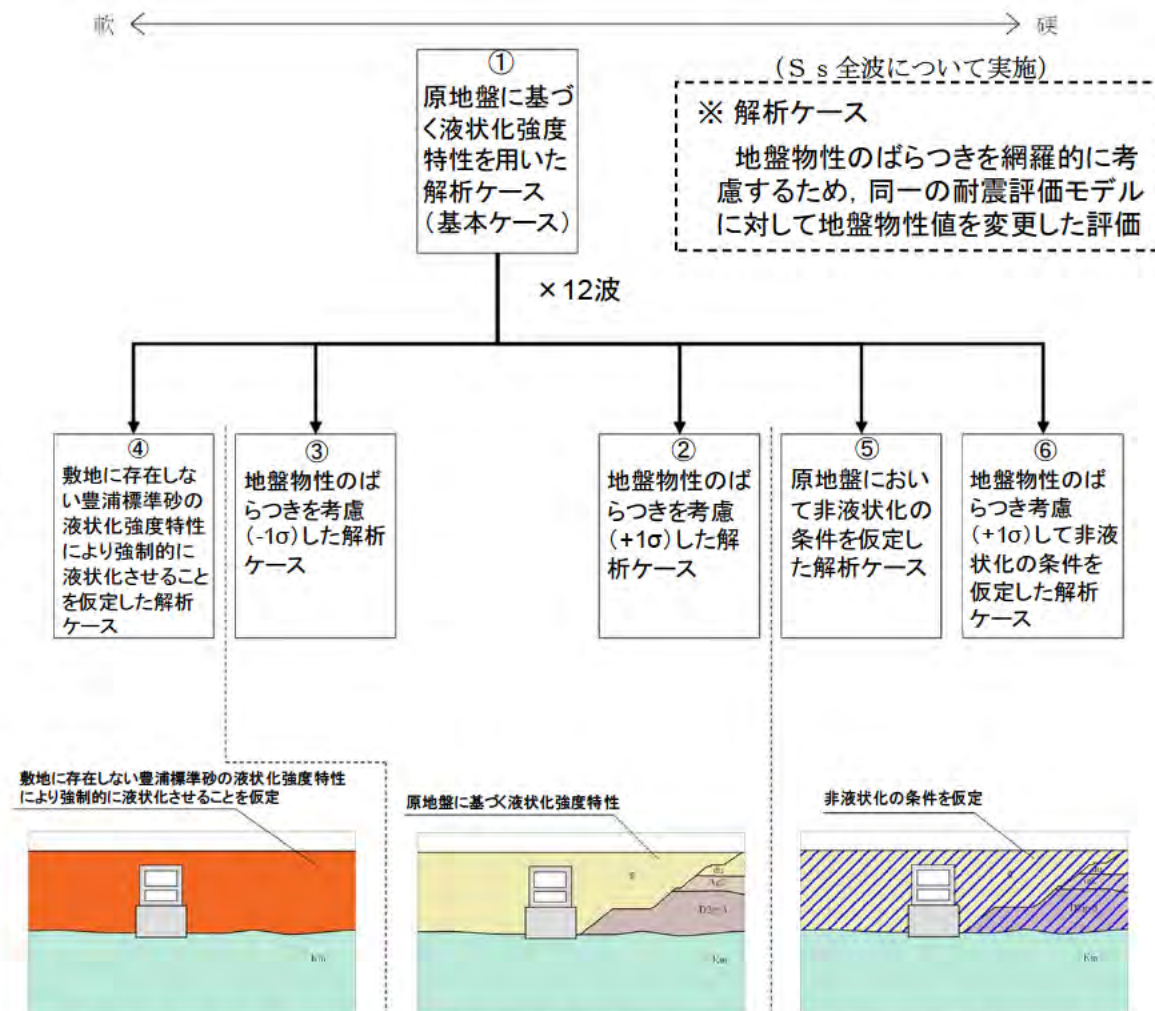 軟
硬
①
原地盤に基づ
く液状化強度
特性を用いた
解析ケース
(基本ケース)
(Ss全波について実施)
※ 解析ケース
地盤物性のばらつきを網羅的に考
慮するため,同一の耐震評価モデル
に対して地盤物性値を変更した評価
×12波
④
敷地に存在しな
い豊浦標準砂の
液状化強度特性
により強制的に
液状化させること
を仮定した解析
ケース
③
地盤物性のば
らつきを考慮
(-1σ)した解析
ケース
②
地盤物性のば
らつきを考慮
(+1σ)した解
析ケース
⑤
原地盤におい
て非液状化の
条件を仮定し
た解析ケース
⑥
地盤物性のば
らつき考慮
(+1σ)して非液
状化の条件を
仮定した解析
ケース
敷地に存在しない豊浦標準砂の液状化強度特性
により強制的に液状化させることを仮定
原地盤に基づく液状化強度特性
非液状化の条件を仮定
Km
du
Ag2
Km
Km